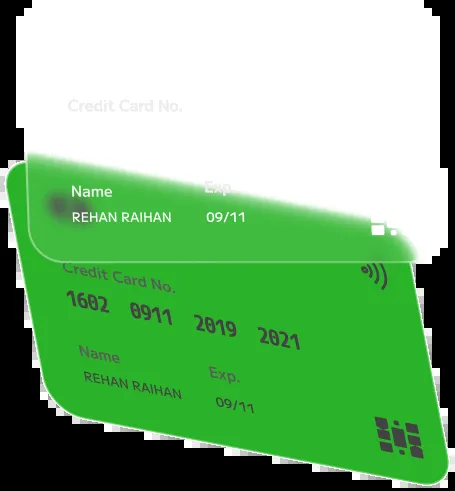 Credit Card No.
Name Exp.
REHAN RAIHAN 09/11
Credit Card No.
1602 0911 2019 2021
Name Exp.
REHAN RAIHAN 09/11